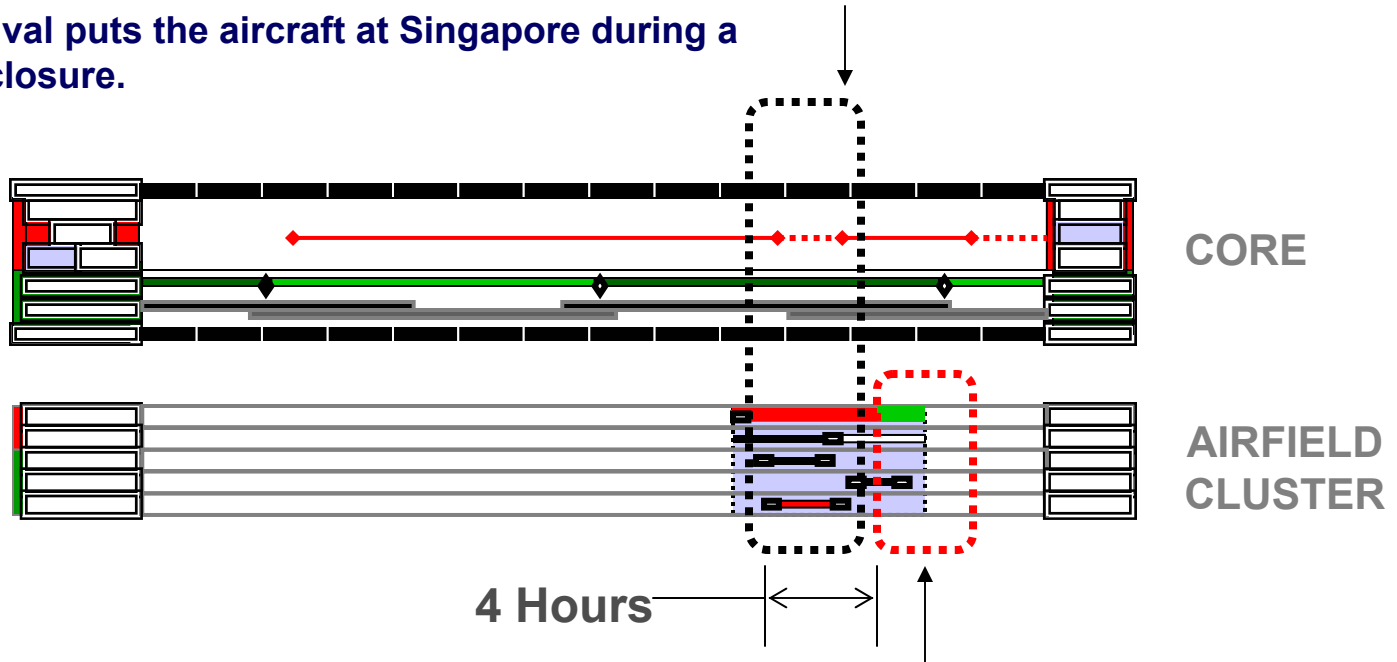 val puts the aircraft at Singapore during a
closure.
CORE
AIRFIELD
CLUSTER
4 Hours